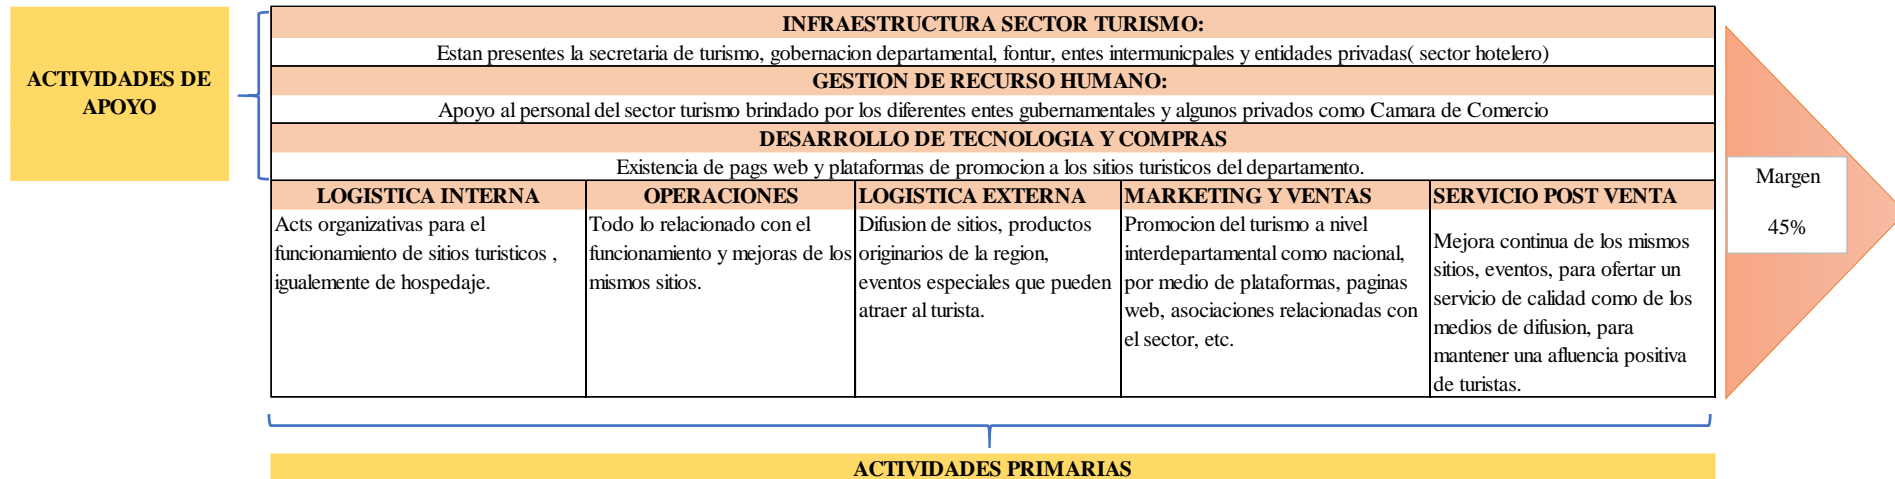 ACTIVIDADES DE
APOYO
INFRAESTRUCTURA SECTOR TURISMO:
Estan presentes la secretaria de turismo, gobernacion departamental, fontur, entes intermunicpales y entidades privadas( sector hotelero)
GESTION DE RECURSO HUMANO:
Apoyo al personal del sector turismo brindado por los diferentes entes gubernamentales y algunos privados como Camara de Comercio
DESARROLLO DE TECNOLOGIA Y COMPRAS
Existencia de pags web y plataformas de promocion a los sitios turisticos del departamento.
LOGISTICA INTERNA
Acts organizativas para el
funcionamiento de sitios turisticos ,
igualemente de hospedaje.
OPERACIONES
Todo lo relacionado con el
funcionamiento y mejoras de los
mismos sitios.
LOGISTICA EXTERNA
Difusion de sitios, productos
originarios de la region,
eventos especiales que pueden
atraer al turista.
MARKETING Y VENTAS
Promocion del turismo a nivel
interdepartamental como nacional,
por medio de plataformas, paginas
web, asociaciones relacionadas con
el sector, etc.
SERVICIO POST VENTA
Mejora continua de los mismos
sitios, eventos, para ofertar un
servicio de calidad como de los
medios de difusion, para
mantener una afluencia positiva
de turistas.
Margen
45%
ACTIVIDADES PRIMARIAS